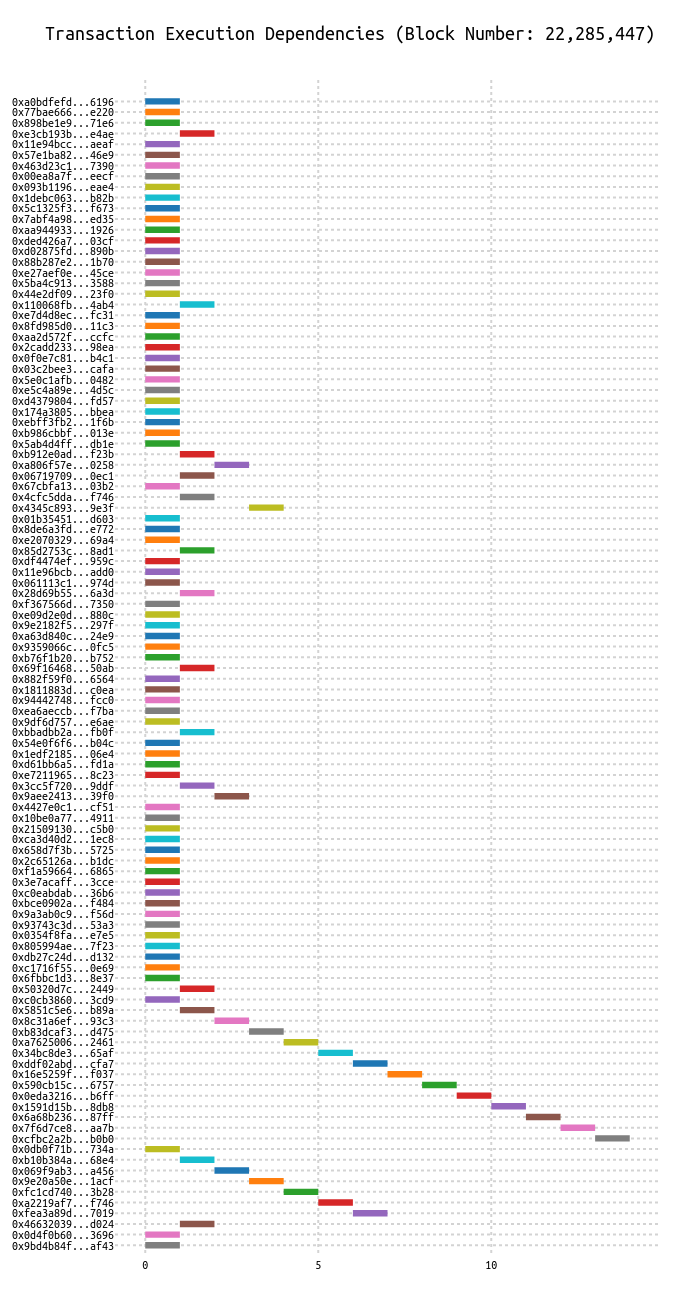 Transaction Execution Dependencies (Block Number: 22,285,447)
0xa0bdfefd...6196
0x77bae666...e220
0x898be1e9...71e6
0xe3cb193b...e4ae
0x11e94bcc...aeaf
0x57e1ba82...46e9
0x463d23c1...7390
0x00ea8a7f...eecf
0x093b1196...eae4
0x1debc063...b82b
0x5c1325f3...f673
0x7abf4a98...ed35
0xaa944933...1926
0xded426a7...03cf
0xd02875fd...890b
0x88b287e2...1b70
0xe27aef0e...45ce
0x5ba4c913...3588
0x44e2df09...23f0
0x110068fb...4ab4
0xe7d4d8ec...fc31
0x8fd985d0...11c3
0xaa2d572f...ccfc
0x2cadd233...98ea
0x0f0e7c81...b4c1
0x03c2bee3...cafa
0x5e0c1afb...0482
0xe5c4a89e...4d5c
0xd4379804...fd57
0x174a3805...bbea
0xebff3fb2...1f6b
0xb986cbbf...013e
0x5ab4d4ff...db1e
0xb912e0ad...f23b
0xa806f57e...0258
0x06719709...0ec1
0x67cbfa13...03b2
0x4cfc5dda...f746
0x4345c893...9e3f
0x01b35451...d603
0x8de6a3fd...e772
0xe2070329...69a4
0x85d2753c...8ad1
0xdf4474ef...959c
0x11e96bcb...add0
0x061113c1...974d
0x28d69b55...6a3d
0xf367566d...7350
0xe09d2e0d...880c
0x9e2182f5...297f
0xa63d840c...24e9
0x9359066c...0fc5
0xb76f1b20...b752
0x69f16468...50ab
0x882f59f0...6564
0x1811883d...c0ea
0x94442748...fcc0
0xea6aeccb...f7ba
0x9df6d757...e6ae
0xbbadbb2a...fb0f
0x54e0f6f6...b04c
0x1edf2185...06e4
0xd61bb6a5...fd1a
0xe7211965...8c23
0x3cc5f720...9ddf
0x9aee2413...39f0
0x4427e0c1...cf51
0x10be0a77...4911
0x21509130...c5b0
0xca3d40d2...1ec8
0x658d7f3b...5725
0x2c65126a...b1dc
0xf1a59664...6865
0x3e7acaff...3cce
0xc0eabdab...36b6
0xbce0902a...f484
0x9a3ab0c9...f56d
0x93743c3d...53a3
0x0354f8fa...e7e5
0x805994ae...7f23
0xdb27c24d...d132
0xc1716f55...0e69
0x6fbbc1d3...8e37
0x50320d7c...2449
0xc0cb3860...3cd9
0x5851c5e6...b89a
0x8c31a6ef...93c3
0xb83dcaf3...d475
0xa7625006...2461
0x34bc8de3...65af
0xddf02abd...cfa7
0x16e5259f...f037
0x590cb15c...6757
0x0eda3216...b6ff
0x1591d15b...8db8
0x6a68b236...87ff
0x7f6d7ce8...aa7b
0xcfbc2a2b...b0b0
0x0db0f71b...734a
0xb10b384a...68e4
0x069f9ab3...a456
0x9e20a50e...1acf
0xfc1cd740...3b28
0xa2219af7...f746
0xfea3a89d...7019
0x46632039...d024
0x0d4f0b60...3696
0x9bd4b84f...af43
0 5 10